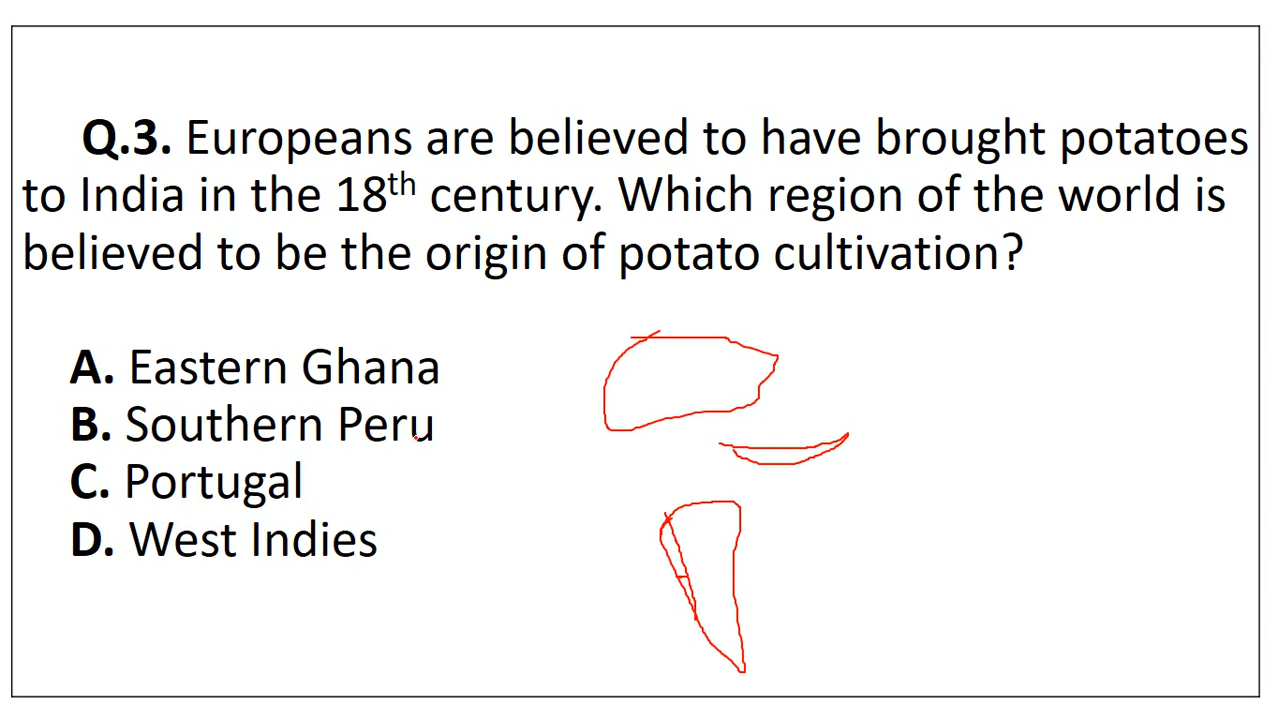 Q.3. Europeans are believed to have brought potatoes
to India in the 18th century. Which region of the world is
believed to be the origin of potato cultivation?
A. Eastern Ghana
B. Southern Peru
C. Portugal
D. West Indies